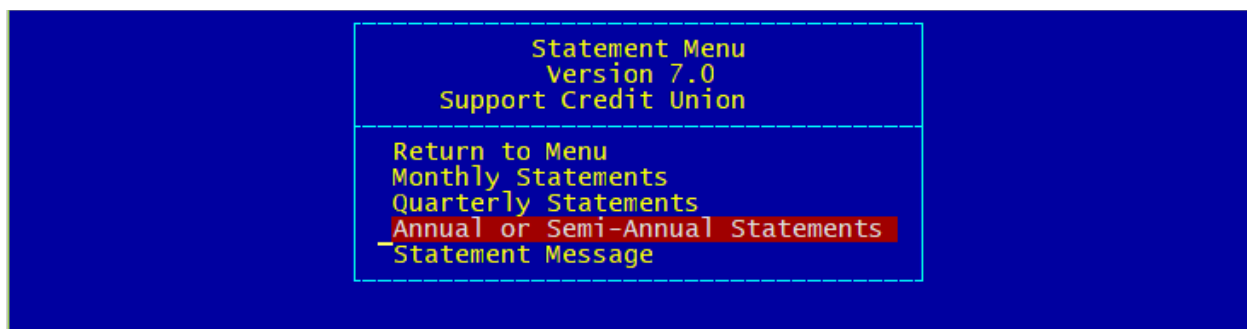 Statement Menu
Version 7.0
Support Credit Union
Return to Menu
Monthly Statements
Quarterly Statements
Annual or Semi-Annual Statements
Statement Message